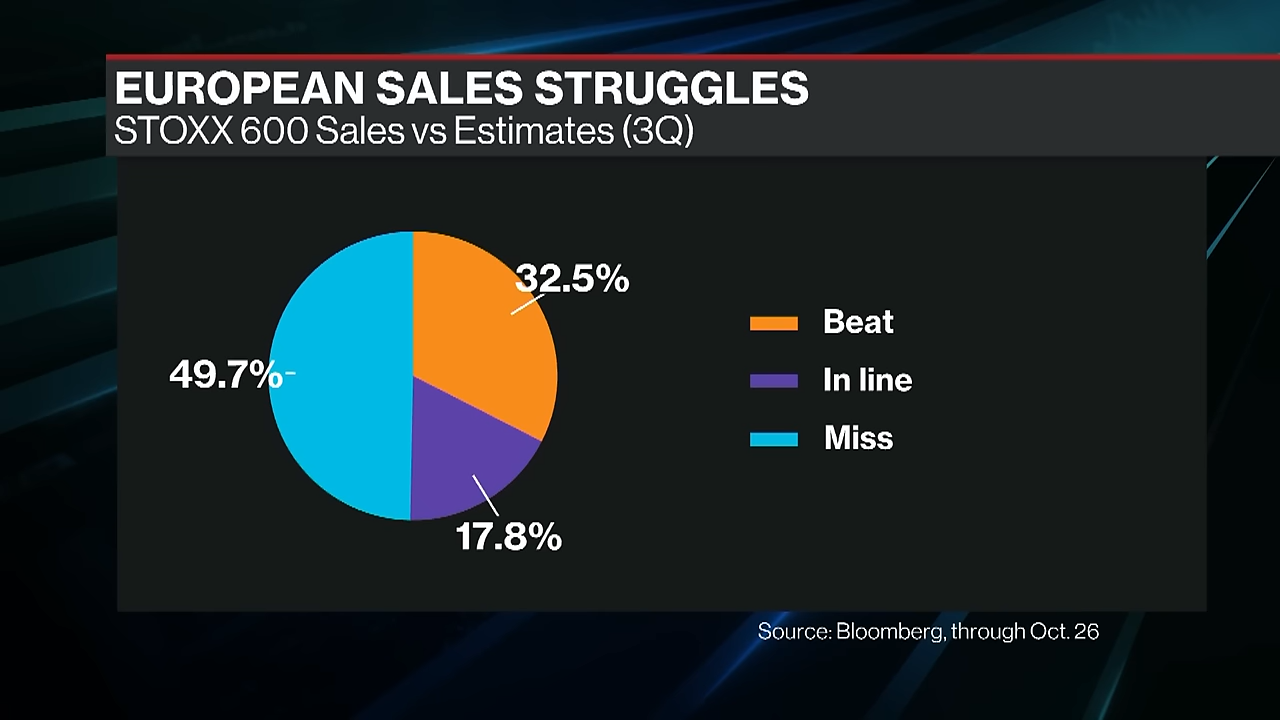 EUROPEAN SALES STRUGGLES
STOXX 600 Sales vs Estimates (3Q)
32.5%
49.7%
17.8%
Beat
In line
Miss
Source: Bloomberg, through Oct. 26